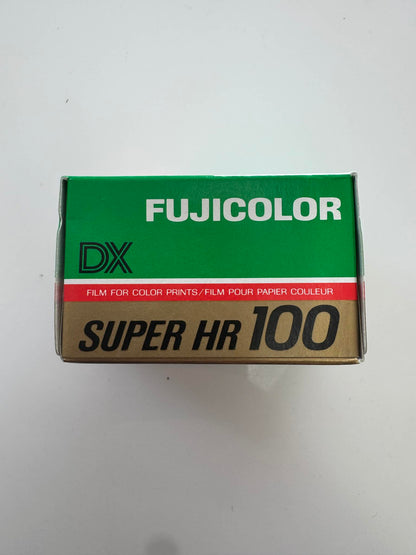 FUJICOLOR
DX
FILM FOR COLOR PRINTS/FILM POUR PAPIER COULEUR
SUPER HR 100